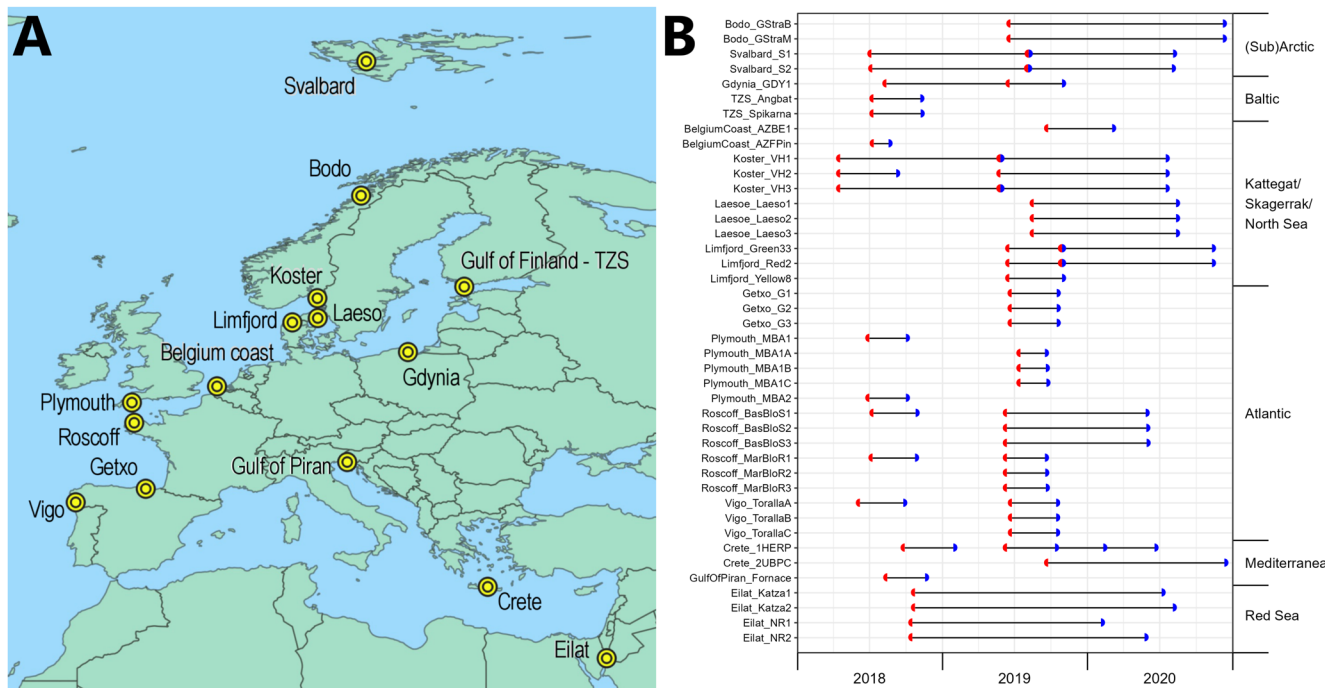 A
Svalbard
Bodo
Gulf of Finland - TZS
Koster
Limfjord
Laeso
Belgium coast
Gdynia
Plymouth
Roscoff
Getxo
Gulf of Piran
Vigo
Crete
Eilat
B
Bodo_GStraB
Bodo_GStraM
Svalbard_S1
Svalbard_S2
Gdynia_GDY1
TZS_Angbat
TZS_Spikarna
BelgiumCoast_AZBE1
BelgiumCoast_AZFPin
Koster_VH1
Koster_VH2
Koster_VH3
Laesoe_Laeso1
Laesoe_Laeso2
Laesoe_Laeso3
Limfjord_Green33
Limfjord_Red2
Limfjord_Yellow8
Getxo_G1
Getxo_G2
Getxo_G3
Plymouth_MBA1
Plymouth_MBA1A
Plymouth_MBA1B
Plymouth_MBA1C
Plymouth_MBA2
Roscoff_BasBloS1
Roscoff_BasBloS2
Roscoff_BasBloS3
Roscoff_MarBloR1
Roscoff_MarBloR2
Roscoff_MarBloR3
Vigo_TorallaA
Vigo_TorallaB
Vigo_TorallaC
Crete_1HERP
Crete_2UBPC
GulfOfPiran_Fornace
Eilat_Katza1
Eilat_Katza2
Eilat_NR1
Eilat_NR2
(Sub)Arctic
Baltic
Kattegat/
Skagerrak/
North Sea
Atlantic
Mediterranea
Red Sea
2018 2019 2020